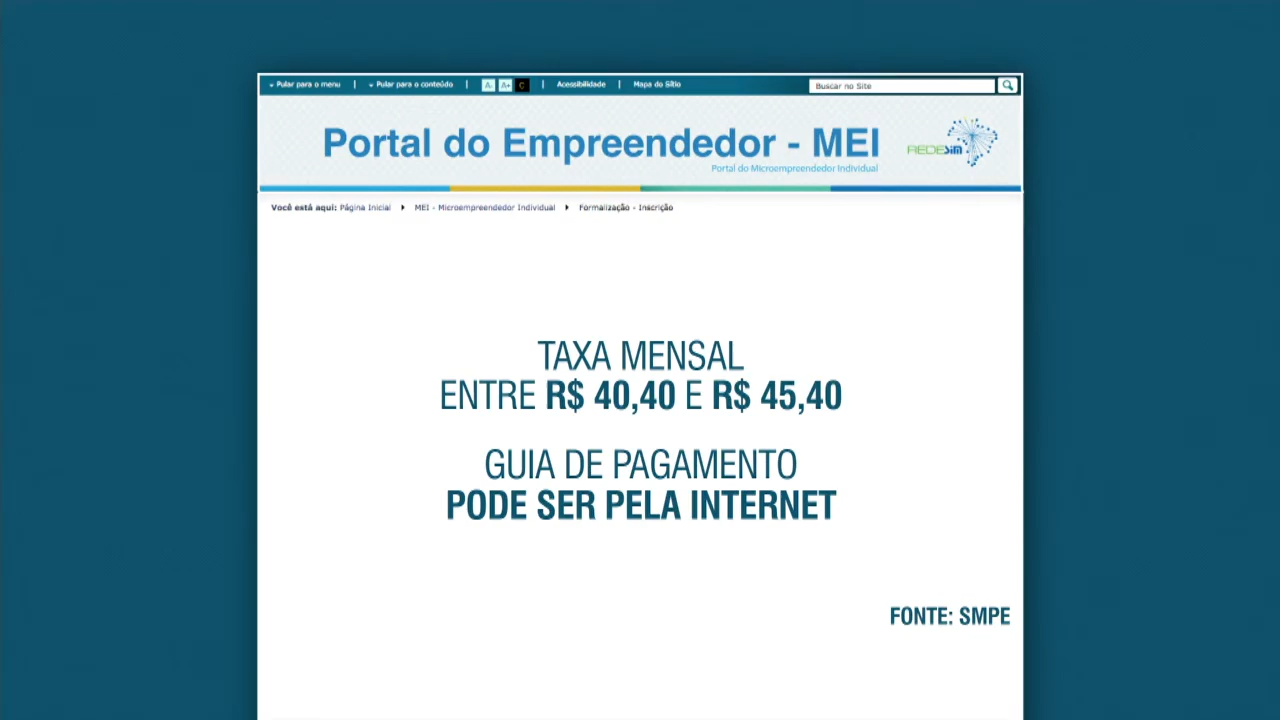 Pular para o menu | Pular para o conteúdo | A- A+ C | Acessibilidade | Mapa do Sítio Buscar no Site
Portal do Empreendedor - MEI
REDESIM
Portal do Microempreendedor Individual
Você está aqui: Página Inicial MEI - Microempreendedor Individual Formalização - Inscrição
TAXA MENSAL
ENTRE R$ 40,40 E R$ 45,40
GUIA DE PAGAMENTO
PODE SER PELA INTERNET
FONTE: SMPE